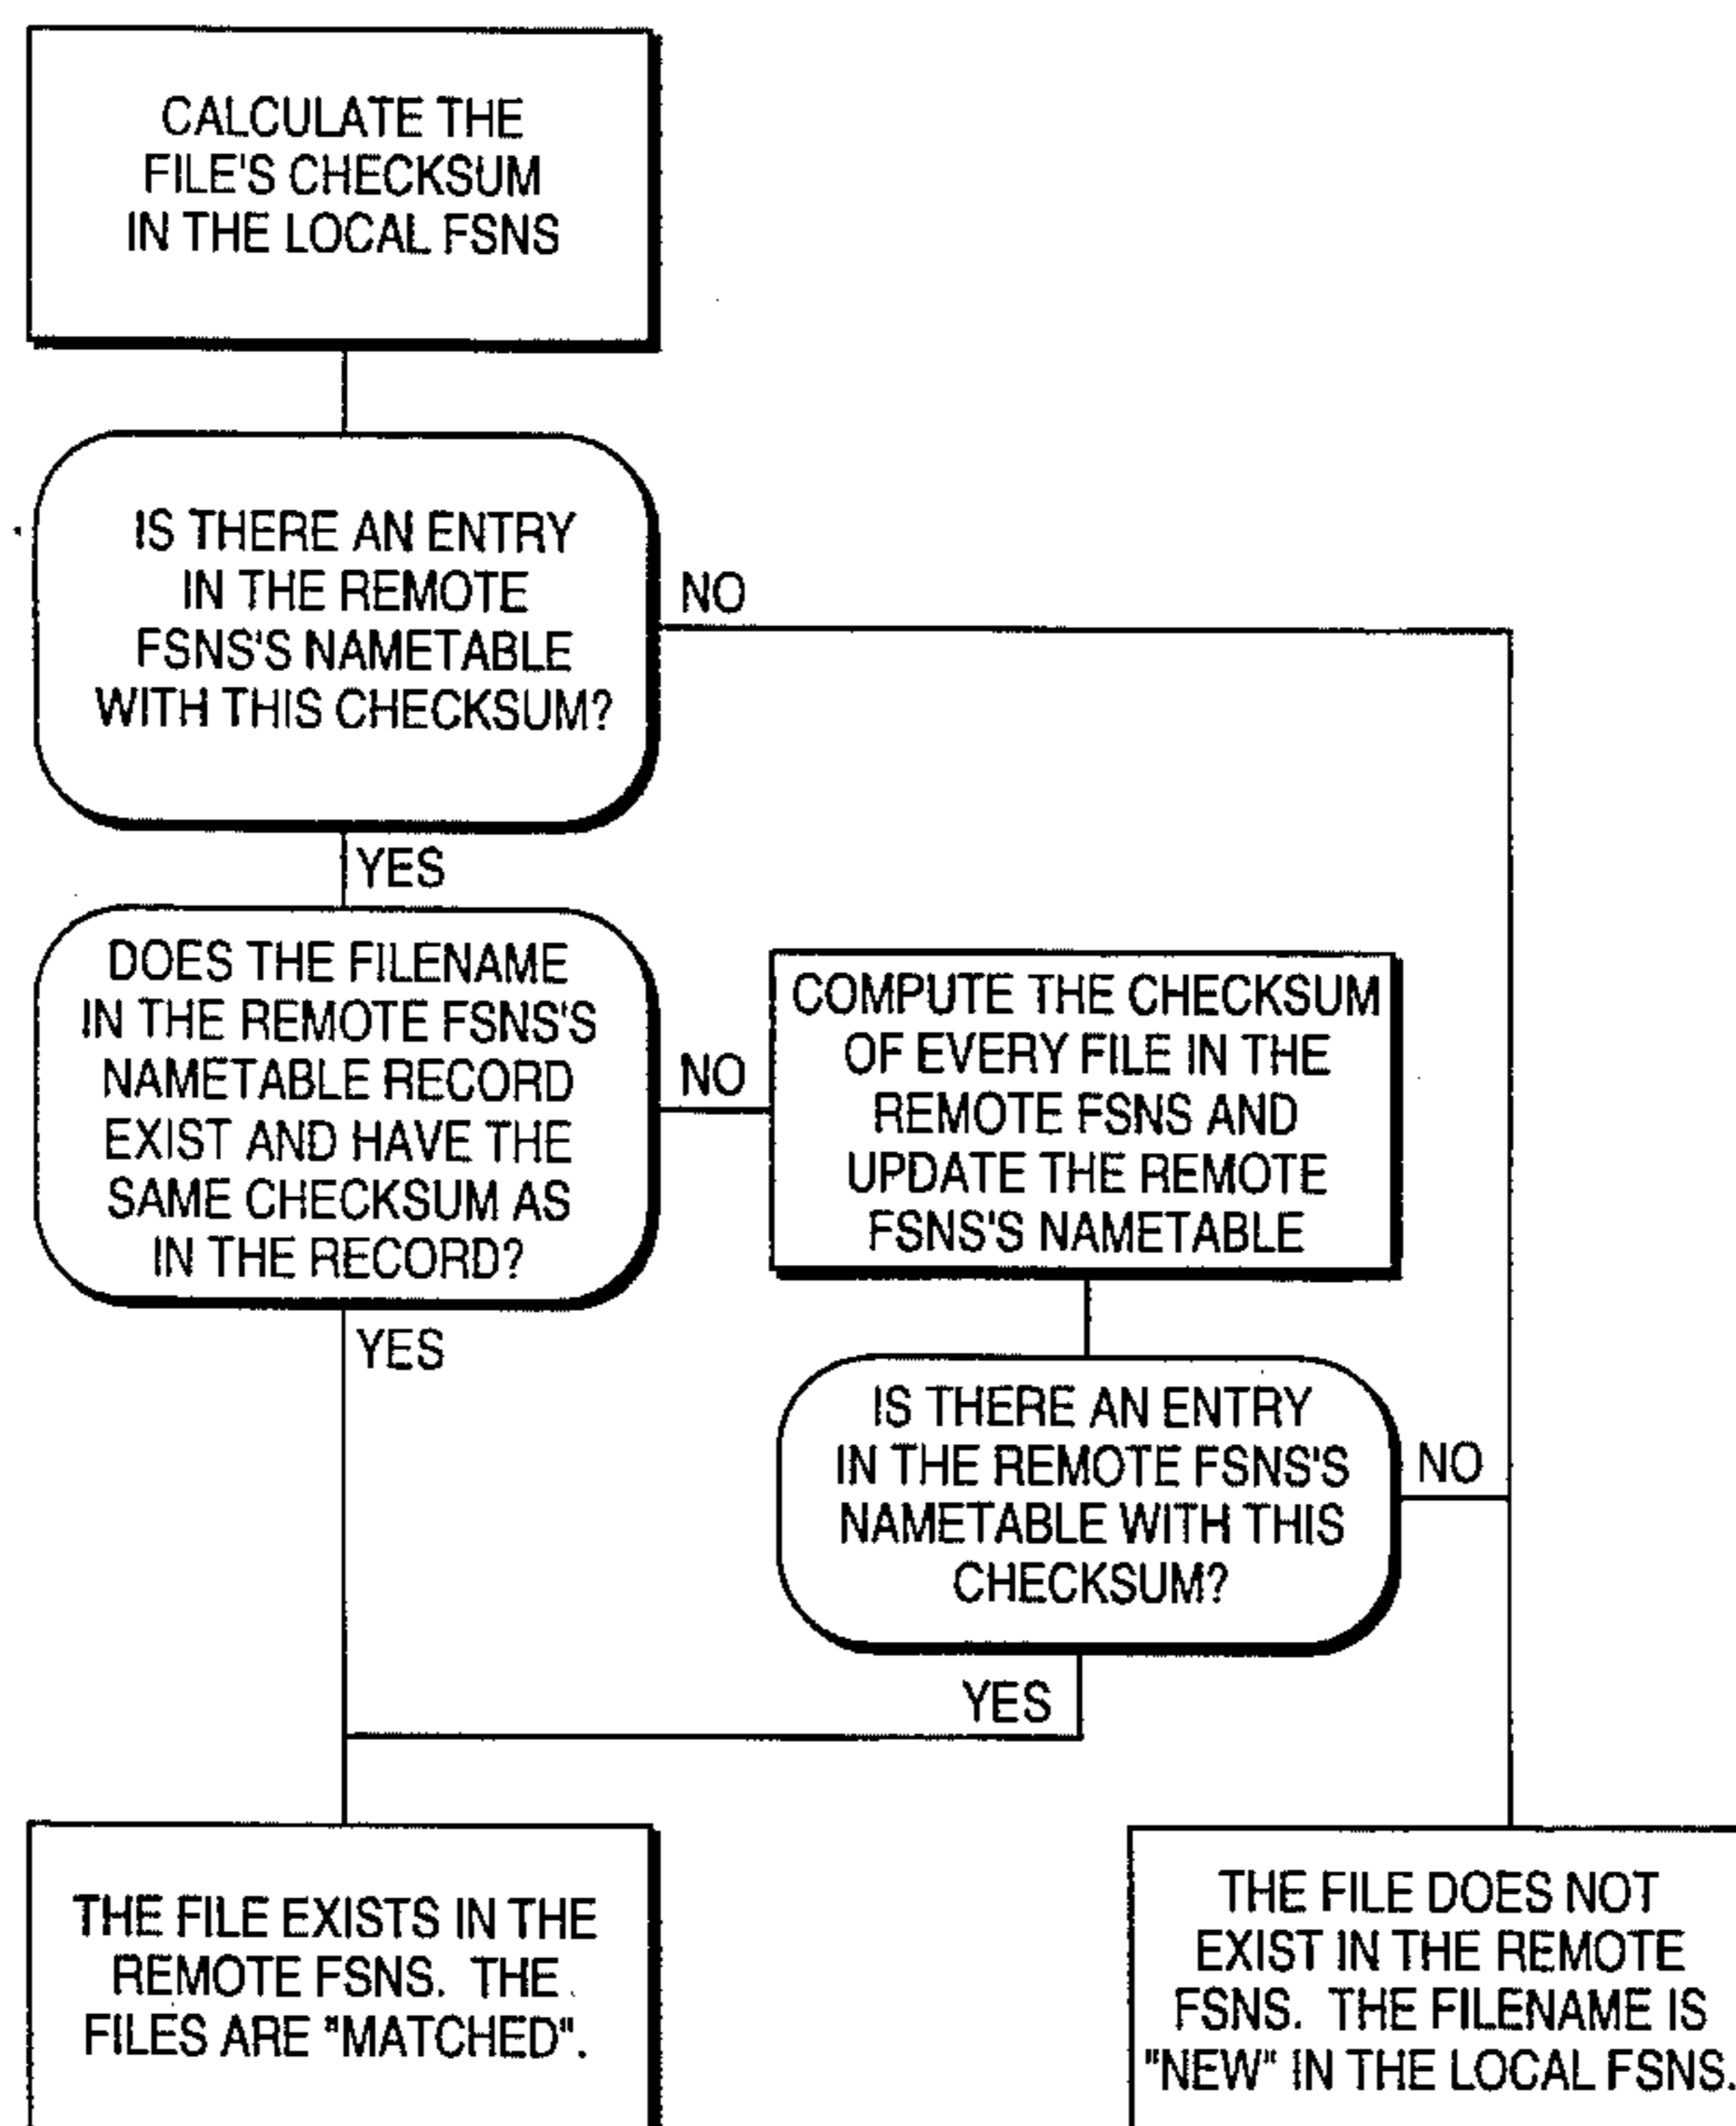 CALCULATE THE
FILE'S CHECKSUM
IN THE LOCAL FSNS
IS THERE AN ENTRY
IN THE REMOTE
FSNS'S NAMETABLE
WITH THIS CHECKSUM?
NO
YES
DOES THE FILENAME
IN THE REMOTE FSNS'S
NAMETABLE RECORD
EXIST AND HAVE THE
SAME CHECKSUM AS
IN THE RECORD?
NO
YES
COMPUTE THE CHECKSUM
OF EVERY FILE IN THE
REMOTE FSNS AND
UPDATE THE REMOTE
FSNS'S NAMETABLE
IS THERE AN ENTRY
IN THE REMOTE FSNS'S
NAMETABLE WITH THIS
CHECKSUM?
NO
YES
THE FILE EXISTS IN THE
REMOTE FSNS. THE
FILES ARE "MATCHED".
THE FILE DOES NOT
EXIST IN THE REMOTE
FSNS. THE FILENAME IS
"NEW" IN THE LOCAL FSNS.